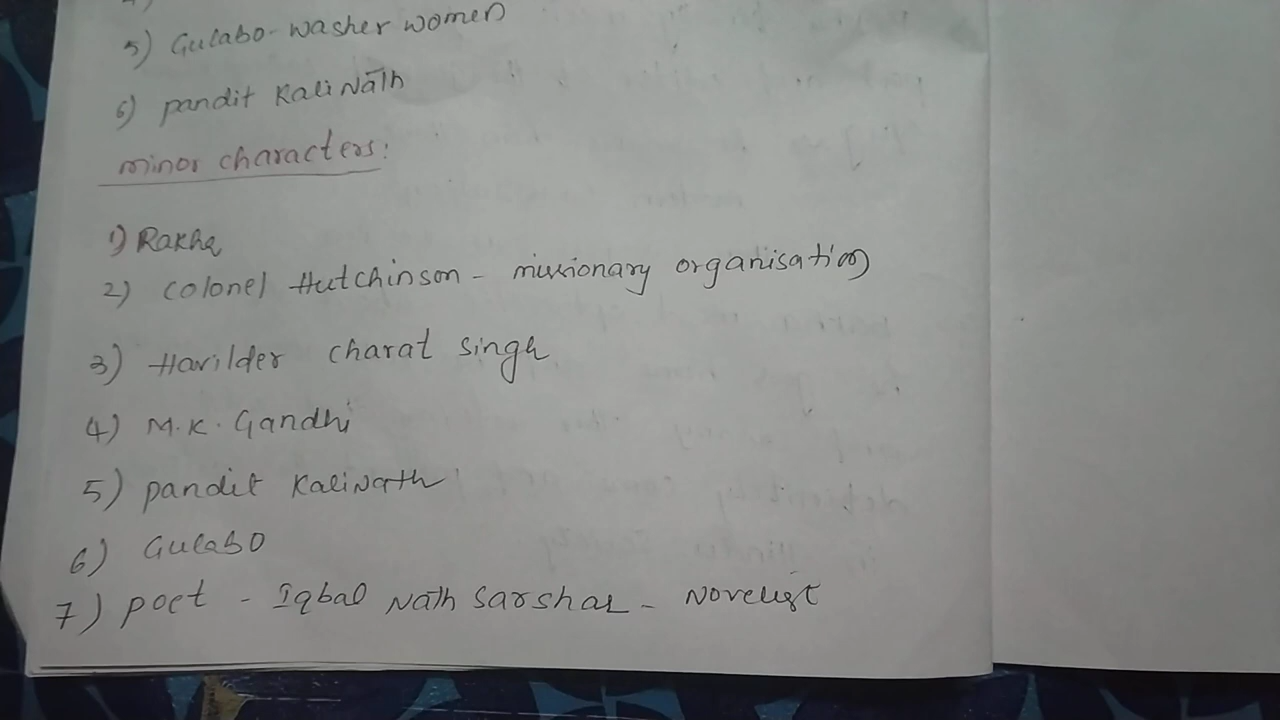 5) Gulabo - washer women
6) pandit Kali Nath
minor characters:
1) Rakha
2) Colonel Hutchinson - missionary organisation
3) Havilder charat singh
4) M.K. Gandhi
5) pandit Kalinath
6) Gulabo
7) poet - Iqbal Nath Sarshar - Novelist